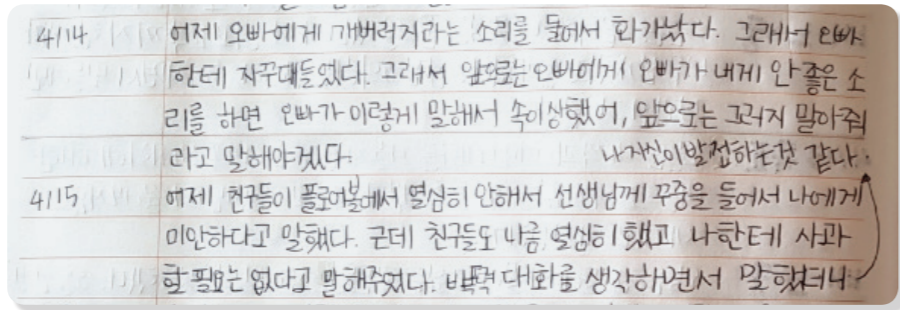 4/14 어제 오빠에게 개버러지라는 소리를 들어서 화가났다. 그래서 오빠
한테 자꾸대들었다. 그래서 앞으로는 오빠에게 오빠가 내게 안 좋은 소
리를 하면 오빠가 이렇게 말해서 속이상했어, 앞으로는 그러지 말아줘
라고 말해야겠다. 나자신이발전하는것 같다.
4/15 어제 친구들이 플로어볼에서 열심히 안해서 선생님께 꾸중을 들어서 나에게
미안하다고 말했다. 근데 친구들도 나름 열심히 했고 나한테 사과
할 필요는 없다고 말해주었다. 대화를 생각하면서 말했더니